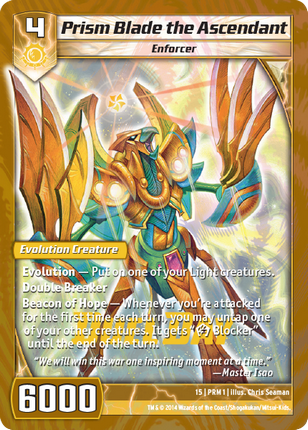 4
Prism Blade the Ascendant
Enforcer
Evolution Creature
Evolution — Put on one of your Light creatures.
Double Breaker
Beacon of Hope — Whenever you're attacked
for the first time each turn, you may untap one
of your other creatures. It gets "Blocker"
until the end of the turn.
"We will win this war one inspiring moment at a time."
—Master Isao
6000
15 | PRM 1 | Illus. Chris Seaman
TM & © 2014 Wizards of the Coast/Shogakukan/Mitsui-Kids.